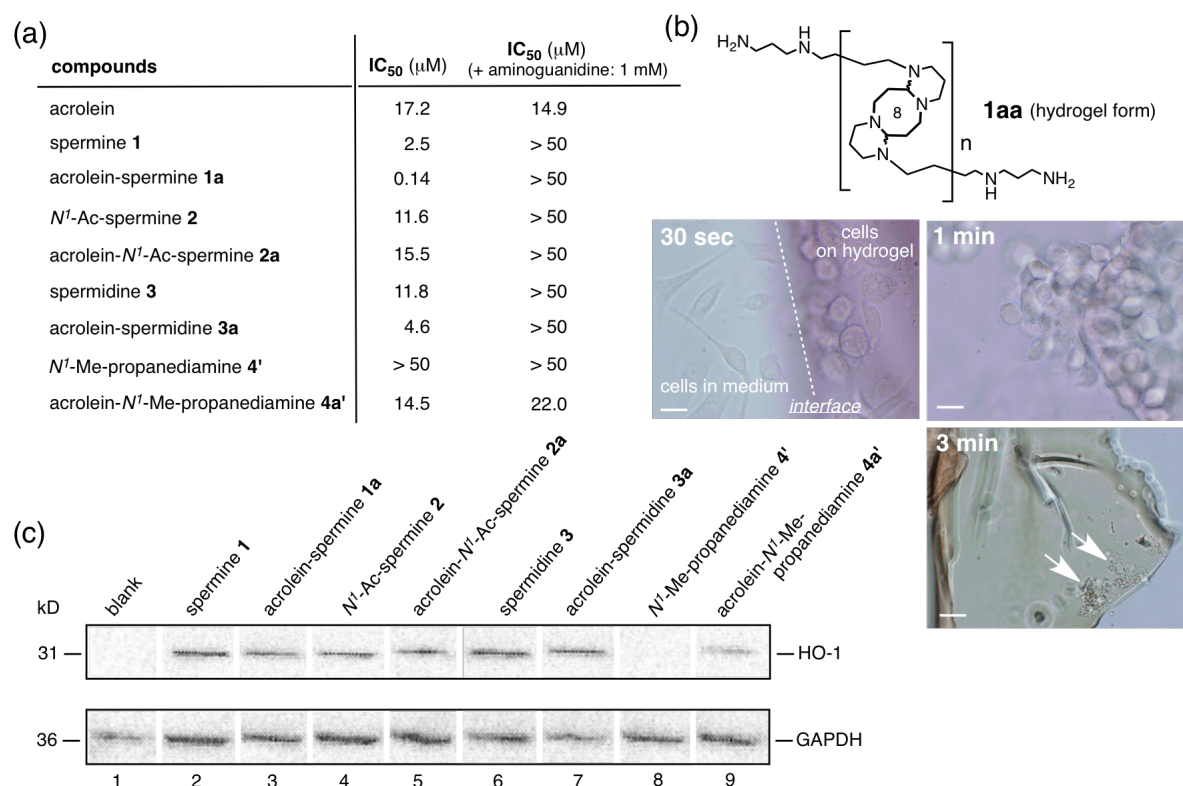 (a)
compounds IC50 (μM) IC50 (μM)
(+ aminoguanidine: 1 mM)
acrolein 17.2 14.9
spermine 1 2.5 > 50
acrolein-spermine 1a 0.14 > 50
N1-Ac-spermine 2 11.6 > 50
acrolein-N1-Ac-spermine 2a 15.5 > 50
spermidine 3 11.8 > 50
acrolein-spermidine 3a 4.6 > 50
N1-Me-propanediamine 4' > 50 > 50
acrolein-N1-Me-propanediamine 4a' 14.5 22.0
(b)
H2N
H
N
N
N
8
N
N
n
N
H
NH2
1aa (hydrogel form)
30 sec
cells
on hydrogel
cells in medium
interface
1 min
3 min
(c)
kD
blank
spermine 1
acrolein-spermine 1a
N1-Ac-spermine 2
acrolein-N1-Ac-spermine 2a
spermidine 3
acrolein-spermidine 3a
N1-Me-propanediamine 4'
acrolein-N1-Me-
propanediamine 4a'
31 HO-1
36 GAPDH
1 2 3 4 5 6 7 8 9